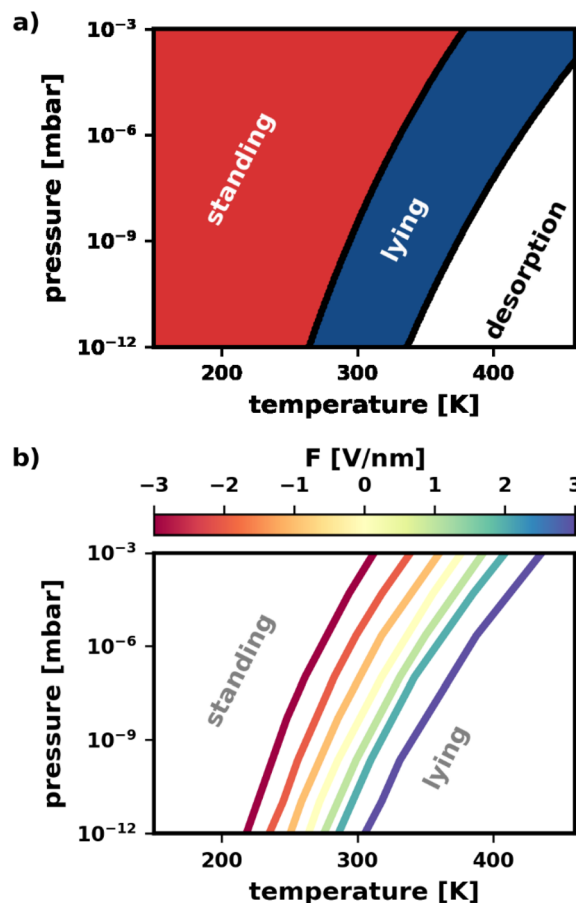 a)
10⁻³
10⁻⁶
10⁻⁹
10⁻¹²
pressure [mbar]
standing
lying
desorption
200 300 400
temperature [K]
b)
F [V/nm]
−3 −2 −1 0 1 2 3
10⁻³
10⁻⁶
10⁻⁹
10⁻¹²
pressure [mbar]
standing
lying
200 300 400
temperature [K]